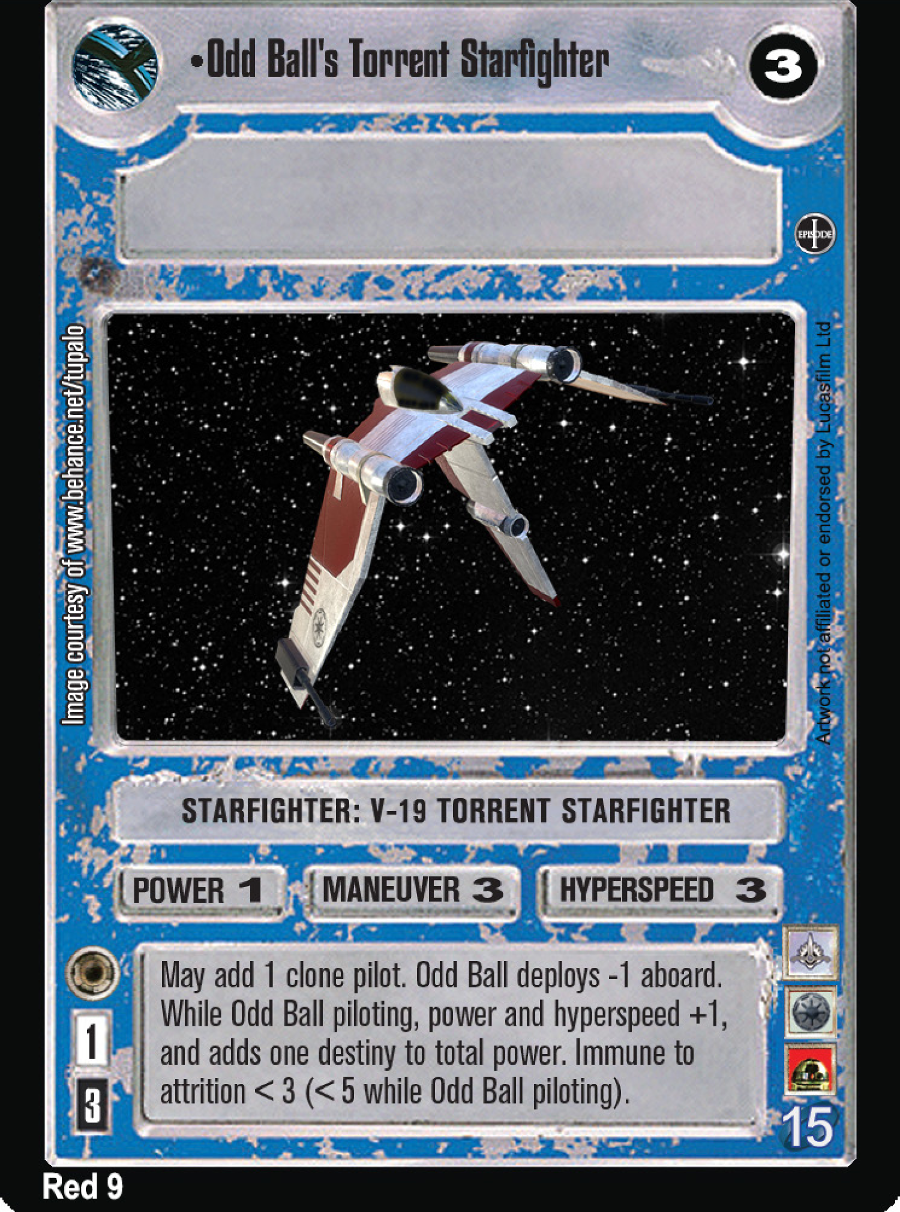 •Odd Ball's Torrent Starfighter
3
EPISODE
I
Image courtesy of www.behance.net/tupalo
Artwork not affiliated or endorsed by Lucasfilm Ltd
STARFIGHTER: V-19 TORRENT STARFIGHTER
POWER 1
MANEUVER 3
HYPERSPEED 3
May add 1 clone pilot. Odd Ball deploys -1 aboard.
While Odd Ball piloting, power and hyperspeed +1,
and adds one destiny to total power. Immune to
attrition < 3 (< 5 while Odd Ball piloting).
1
3
15
Red 9